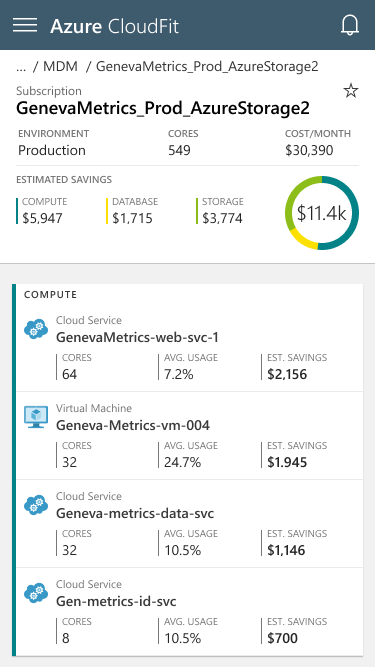 Azure CloudFit
... / MDM / GenevaMetrics_Prod_AzureStorage2
Subscription
GenevaMetrics_Prod_AzureStorage2
ENVIRONMENT CORES COST/MONTH
Production 549 $30,390
ESTIMATED SAVINGS
COMPUTE DATABASE STORAGE
$5,947 $1,715 $3,774
$11.4k
COMPUTE
Cloud Service
GenevaMetrics-web-svc-1
CORES AVG. USAGE EST. SAVINGS
64 7.2% $2,156
Virtual Machine
Geneva-Metrics-vm-004
CORES AVG. USAGE EST. SAVINGS
32 24.7% $1.945
Cloud Service
Geneva-metrics-data-svc
CORES AVG. USAGE EST. SAVINGS
32 10.5% $1,146
Cloud Service
Gen-metrics-id-svc
CORES AVG. USAGE EST. SAVINGS
8 10.5% $700